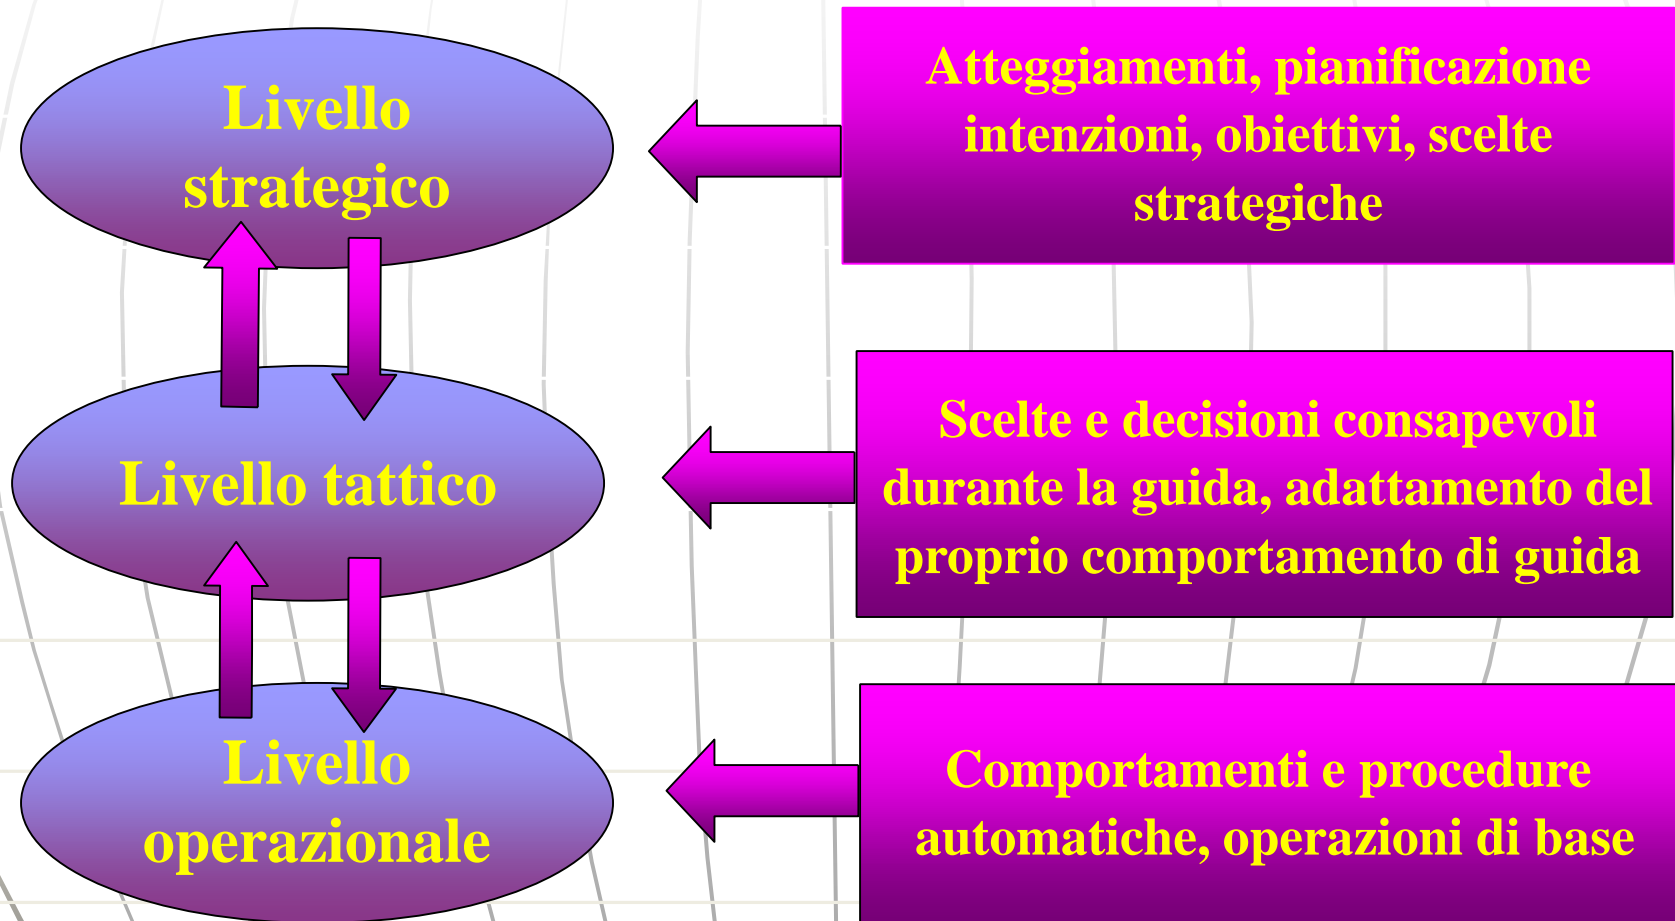 Livello
strategico
Atteggiamenti, pianificazione
intenzioni, obiettivi, scelte
strategiche
Livello tattico
Scelte e decisioni consapevoli
durante la guida, adattamento del
proprio comportamento di guida
Livello
operazionale
Comportamenti e procedure
automatiche, operazioni di base